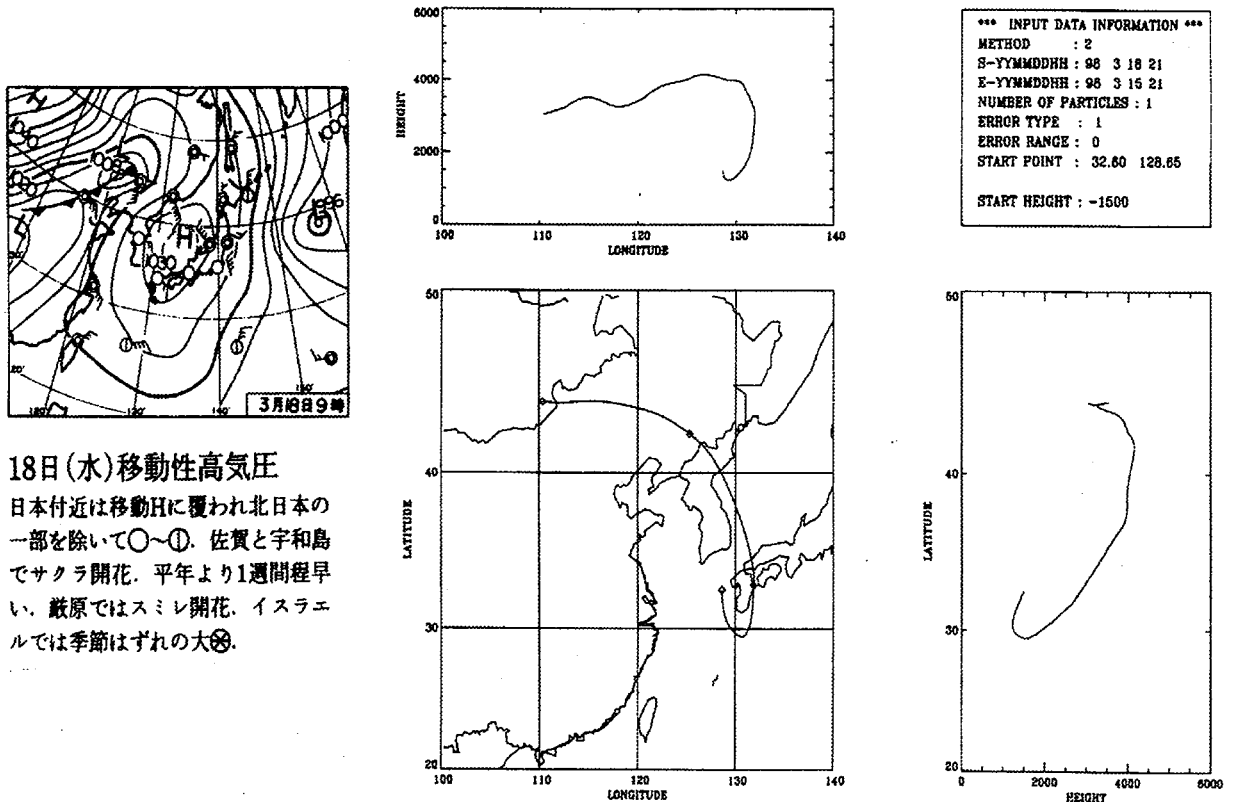 6000
4000
2000
0
HEIGHT
100
110
120
130
140
LONGITUDE
*** INPUT DATA INFORMATION ***
METHOD : 2
S-YYMMDDHH : 98 3 18 21
E-YYMMDDHH : 98 3 15 21
NUMBER OF PARTICLES : 1
ERROR TYPE : 1
ERROR RANGE : 0
START POINT : 32.60 128.65
START HEIGHT : -1500
H
H
3月18日9時
18日(水)移動性高気圧
日本付近は移動Hに覆われ北日本の
一部を除いて○~⦶. 佐賀と宇和島
でサクラ開花. 平年より1週間程早
い. 厳原ではスミレ開花. イスラエ
ルでは季節はずれの大⊗.
50
40
30
20
LATITUDE
100
110
120
130
140
LONGITUDE
50
40
30
20
LATITUDE
0
2000
4000
6000
HEIGHT